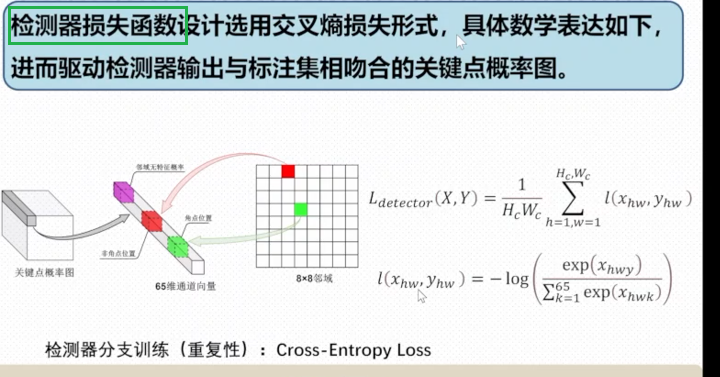 检测器损失函数设计选用交叉熵损失形式，具体数学表达如下，
进而驱动检测器输出与标注集相吻合的关键点概率图。
邻域无特征概率
角点位置
非角点位置
关键点概率图
65维通道向量
8×8邻域
L_{detector}(X,Y) = \frac{1}{H_cW_c} \sum_{h=1,w=1}^{H_c,W_c} l(x_{hw}, y_{hw})
l(x_{hw}, y_{hw}) = -\log\left(\frac{\exp(x_{hwy})}{\sum_{k=1}^{65} \exp(x_{hwk})}\right)
检测器分支训练（重复性）：Cross-Entropy Loss